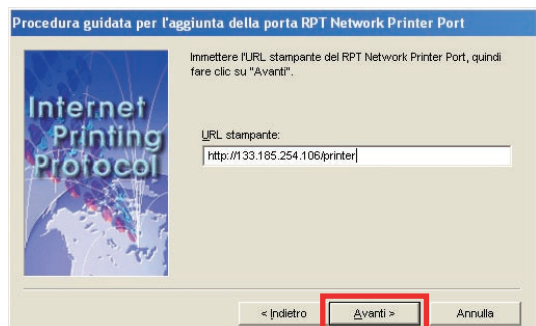 Procedura guidata per l'aggiunta della porta RPT Network Printer Port
Immettere l'URL stampante del RPT Network Printer Port, quindi
fare clic su "Avanti".
Internet
Printing
Protocol
URL stampante:
http://133.185.254.106/printer
< Indietro
Avanti >
Annulla